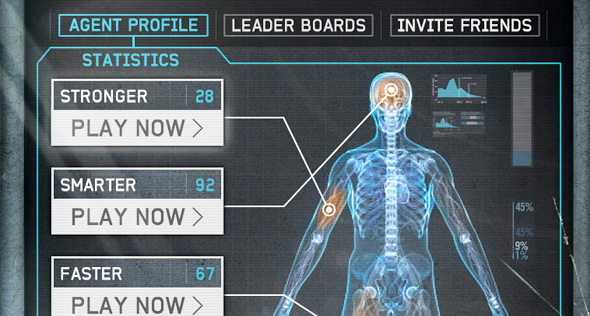 AGENT PROFILE
LEADER BOARDS
INVITE FRIENDS
STATISTICS
STRONGER 28
PLAY NOW
SMARTER 92
PLAY NOW
FASTER 67
PLAY NOW
45%
45%
9%
1%